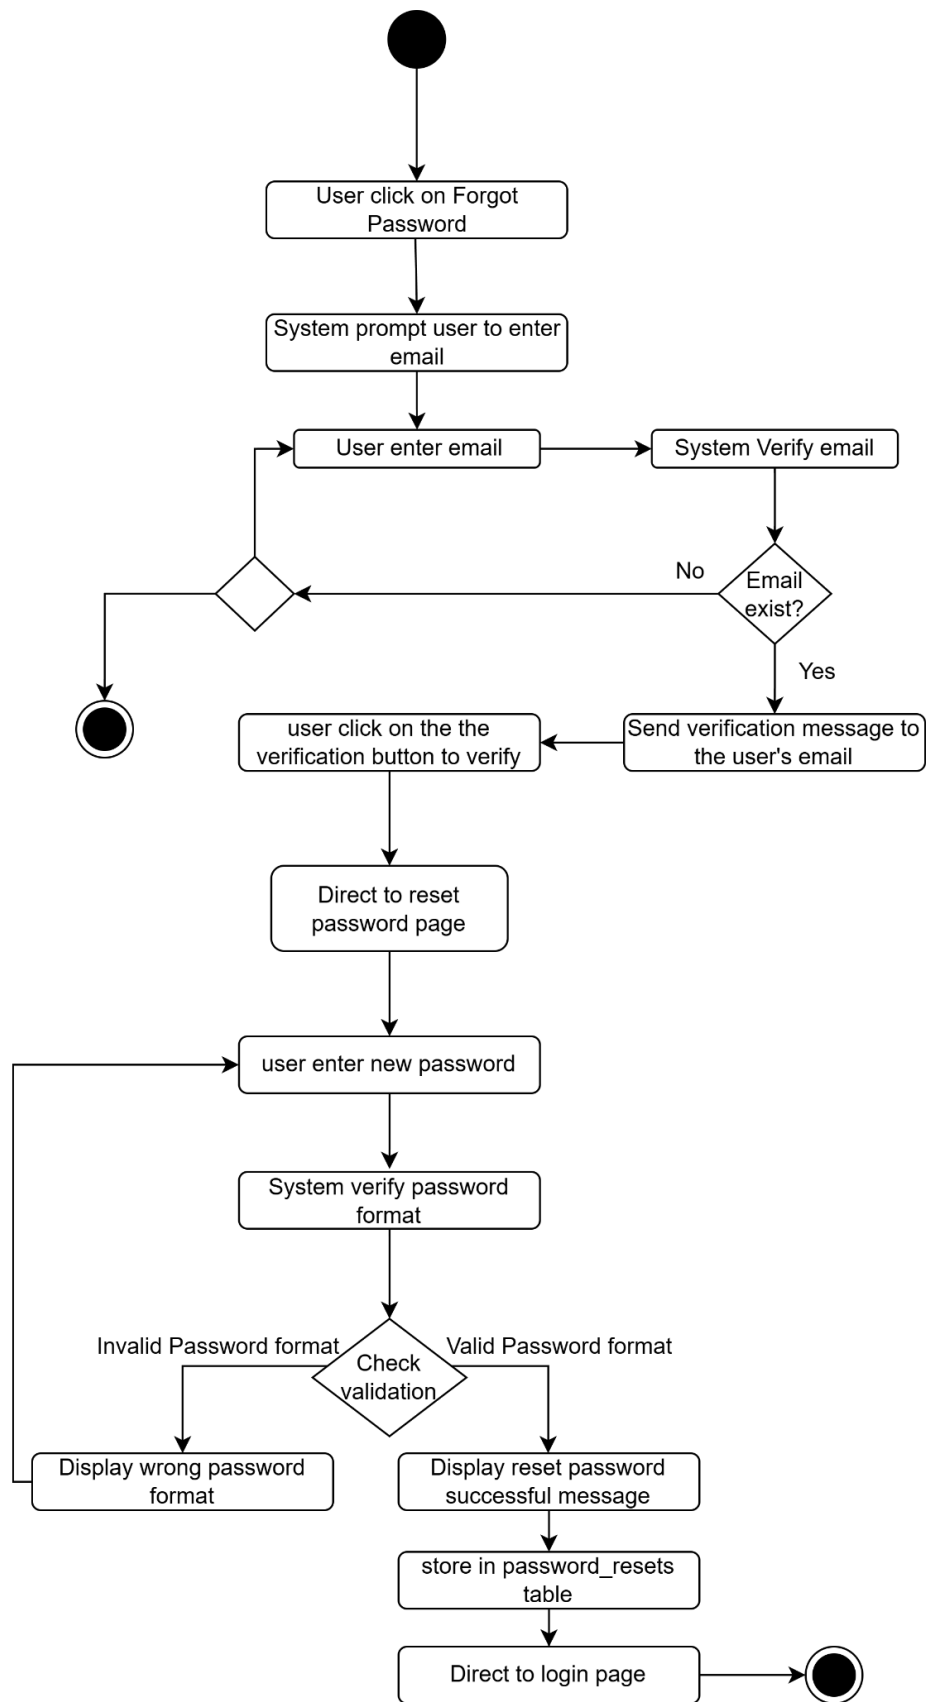 User click on Forgot
Password
System prompt user to enter
email
User enter email
System Verify email
No
Email
exist?
Yes
user click on the the
verification button to verify
Send verification message to
the user's email
Direct to reset
password page
user enter new password
System verify password
format
Invalid Password format
Valid Password format
Check
validation
Display wrong password
format
Display reset password
successful message
store in password_resets
table
Direct to login page